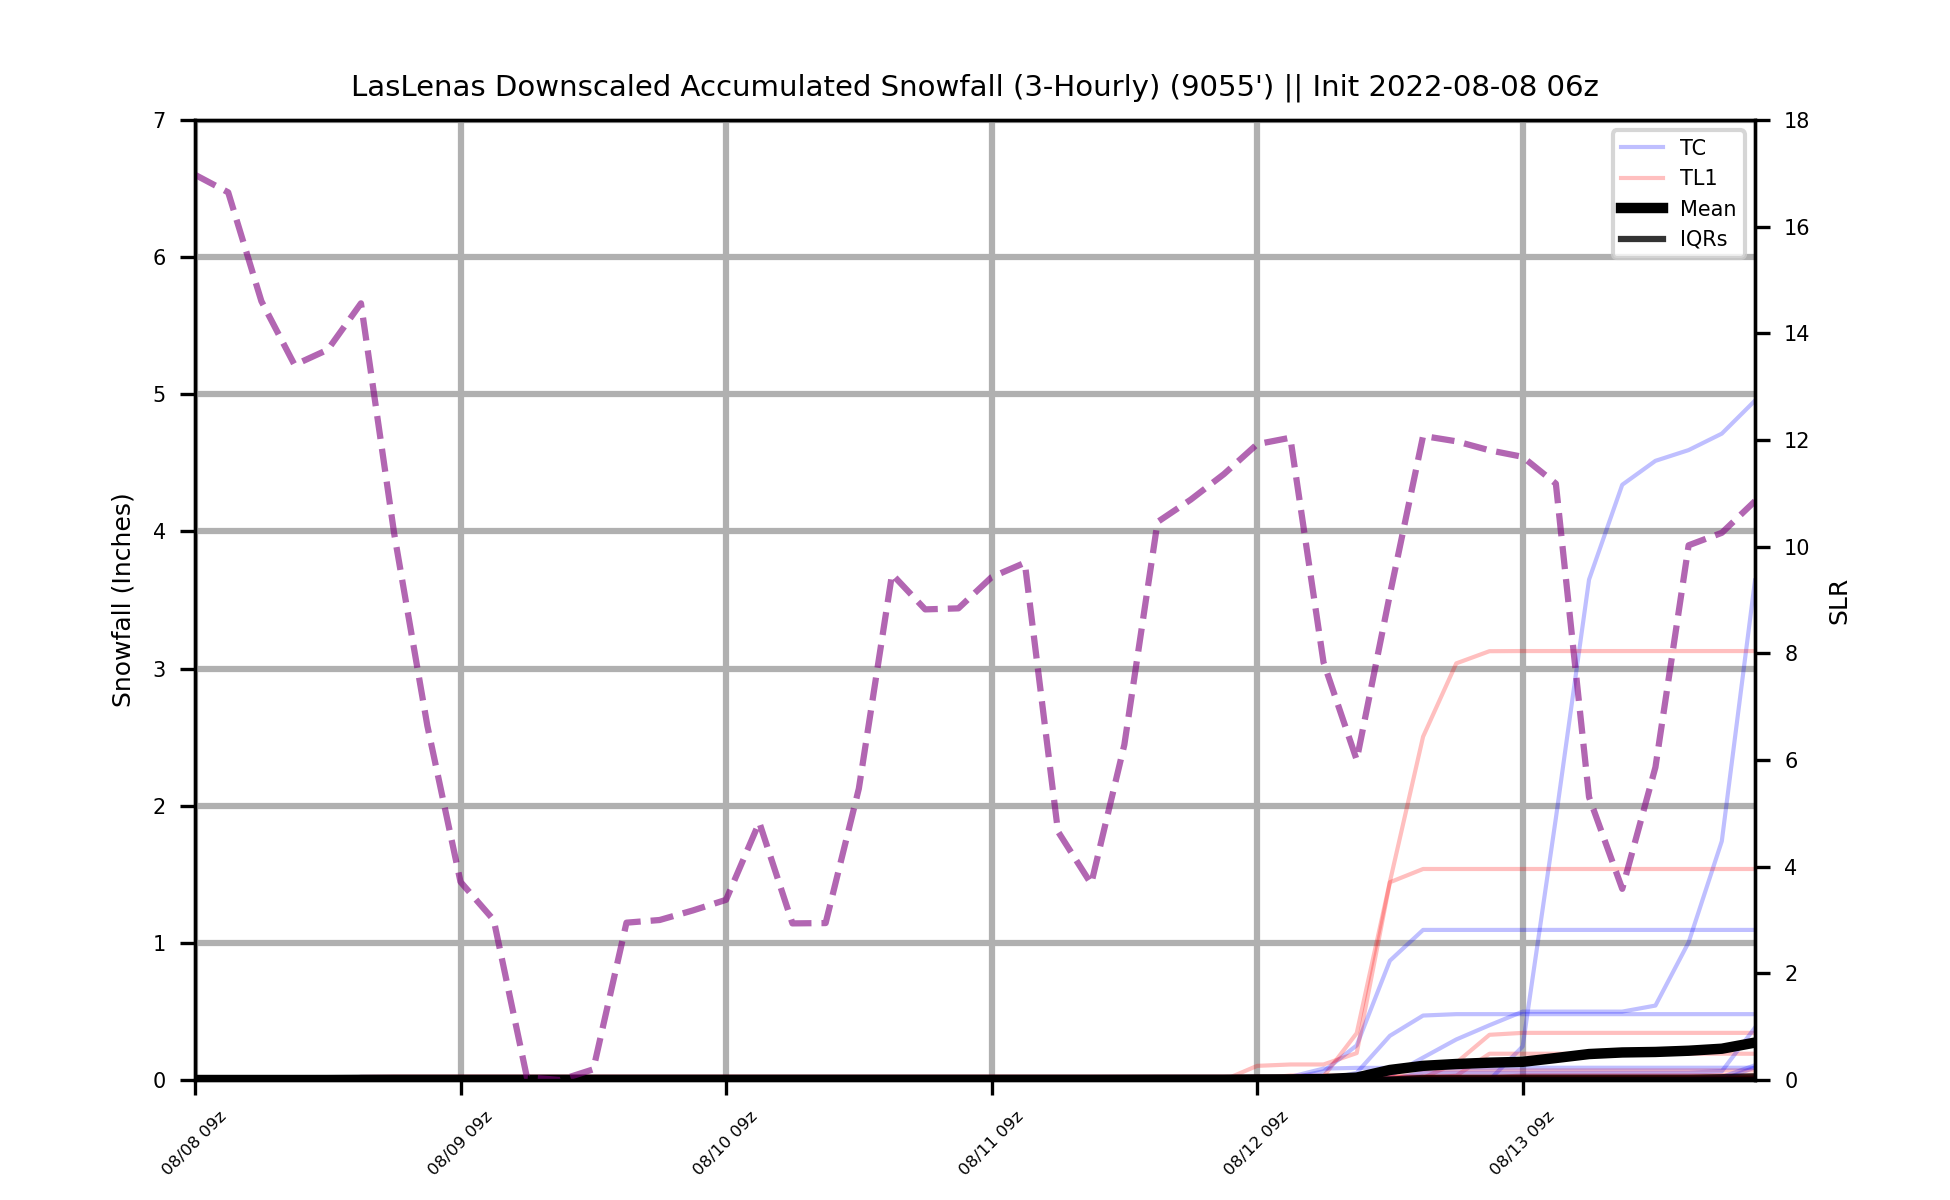 LasLenas Downscaled Accumulated Snowfall (3-Hourly) (9055') || Init 2022-08-08 06z
7
6
5
4
3
2
1
0
Snowfall (Inches)
18
16
14
12
10
8
6
4
2
0
SLR
TC
TL1
Mean
IQRs
08/08 09z
08/09 09z
08/10 09z
08/11 09z
08/12 09z
08/13 09z